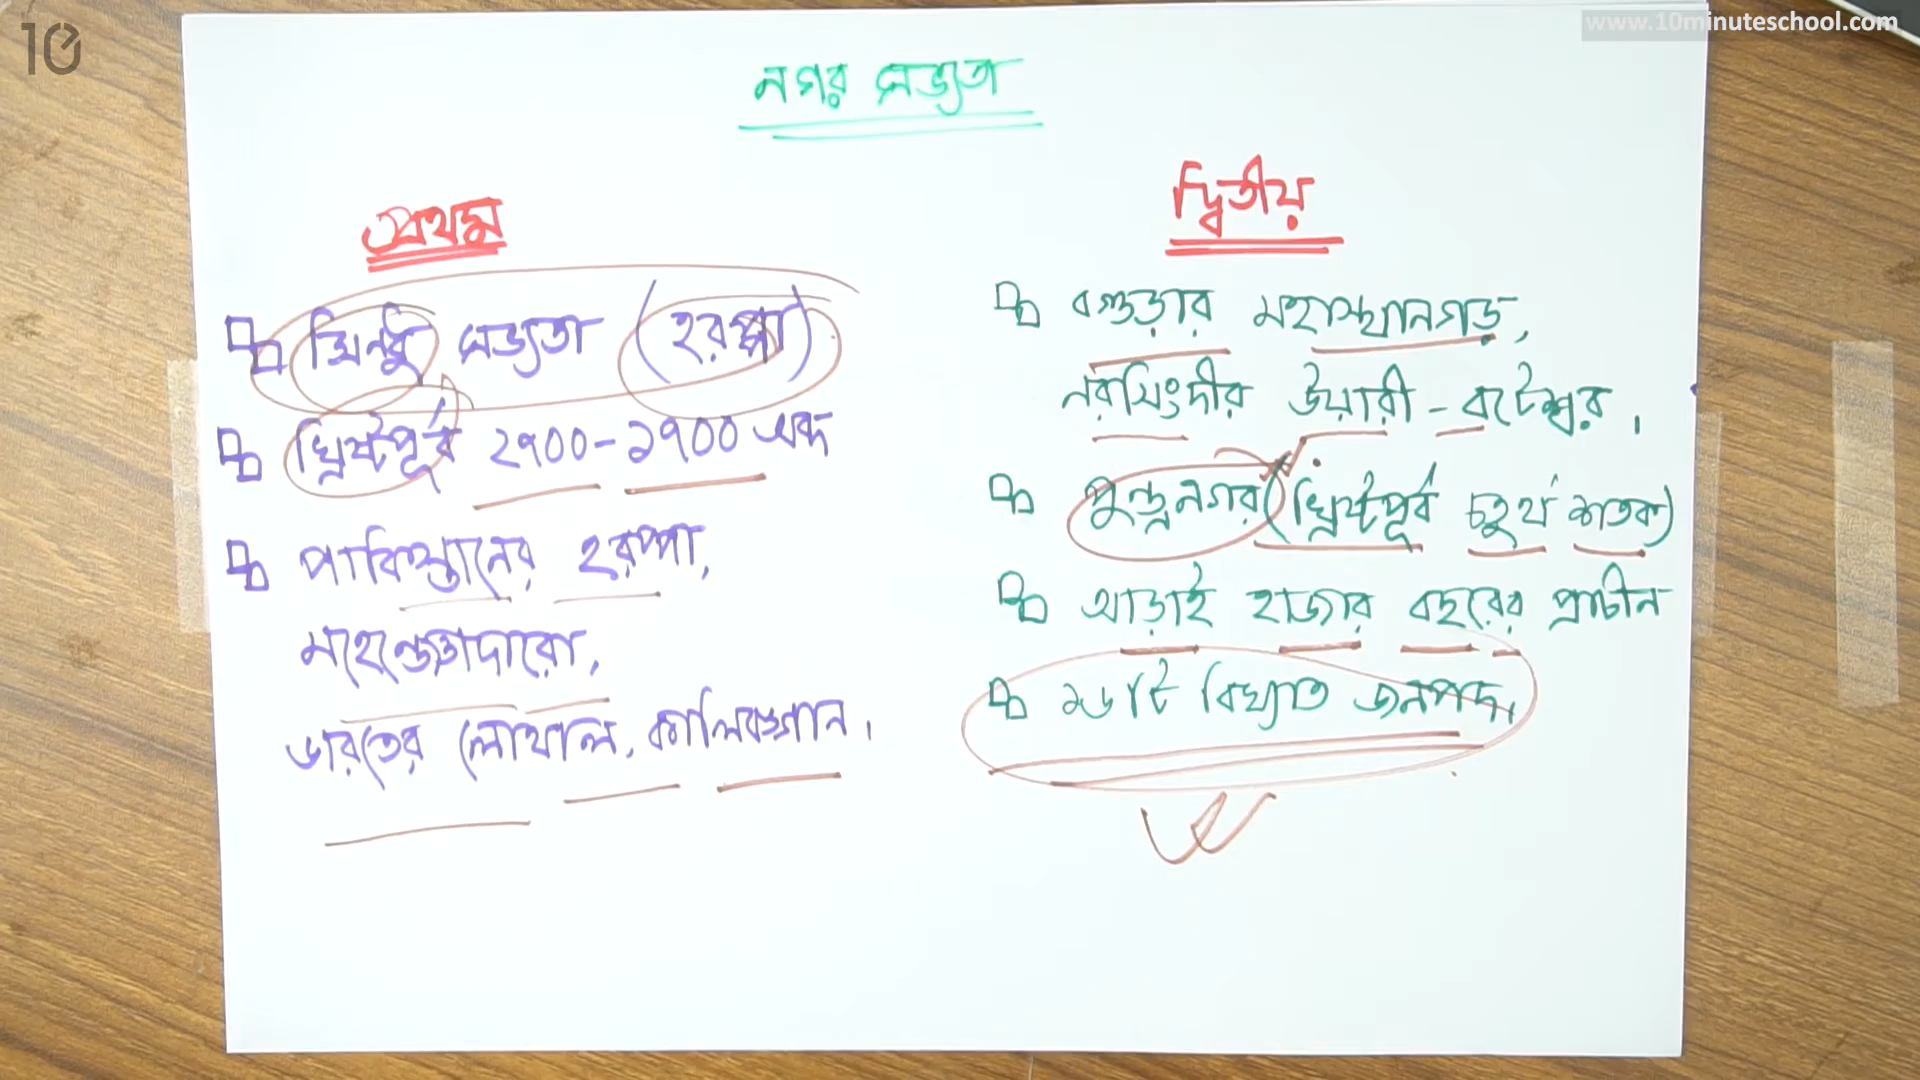 10
www.10minuteschool.com
নগর সভ্যতা
প্রথম
সিন্ধু সভ্যতা (হরপ্পা)
খ্রিষ্টপূর্ব ২৭০০-১৭০০ অব্দ
পাকিস্তানের হরপ্পা,
মহেন্জোদারো,
ভারতের লোথাল, কালিবঙ্গান।
দ্বিতীয়
বগুড়ার মহাস্থানগড়,
নরসিংদীর উয়ারী-বটেশ্বর।
পুন্ড্রনগর (খ্রিষ্টপূর্ব চতুর্থ শতক)
আড়াই হাজার বছরের প্রাচীন
১৬টি বিখ্যাত জনপদ।